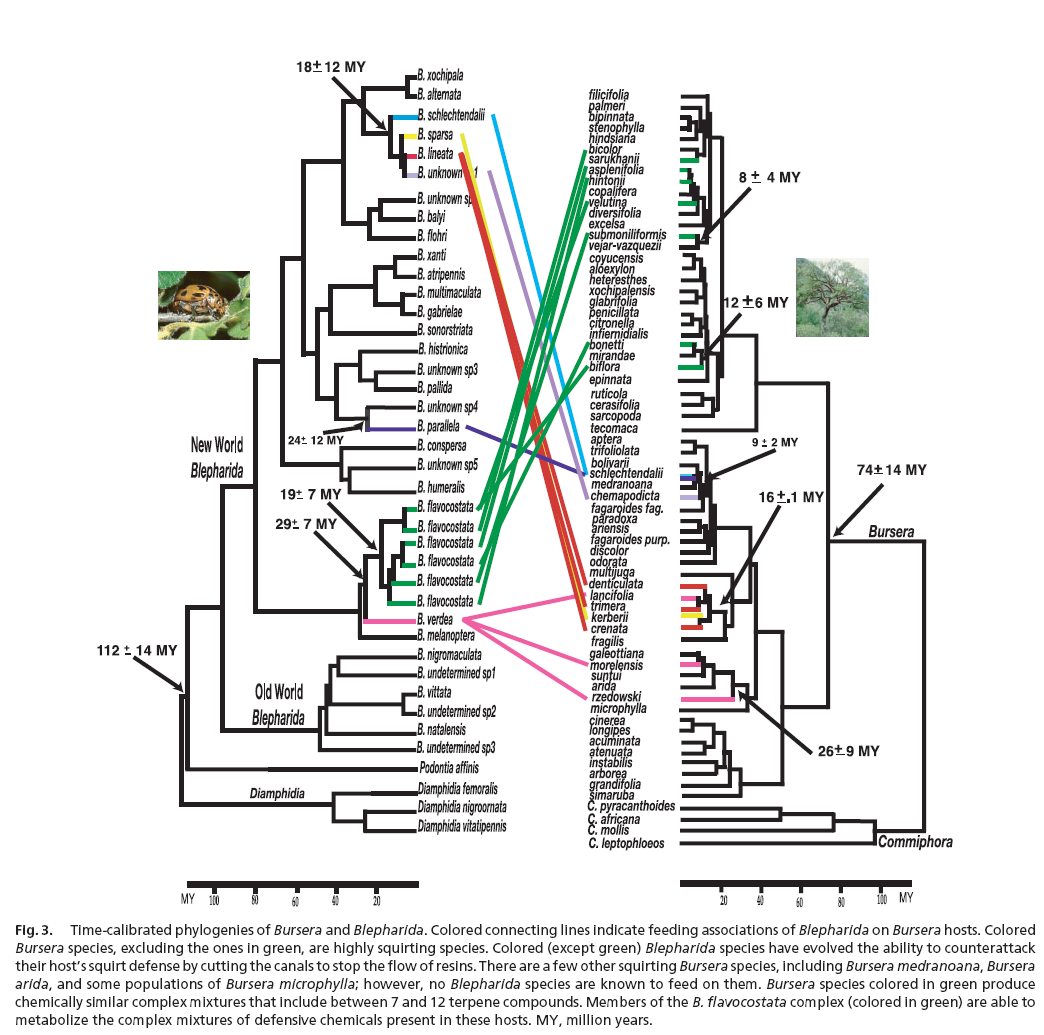 18± 12 MY
B. xochipala
B. alternata
B. schlechtendalii
B. sparsa
B. lineata
B. unknown 1
B. unknown sp
B. balyi
B. flohri
B. xanti
B. atripennis
B. multimaculata
B. gabrielae
B. sonorstriata
B. histrionica
B. unknown sp3
B. pallida
B. unknown sp4
B. parallela
24± 12 MY
New World
Blepharida
B. conspersa
B. unknown sp5
B. humeralis
19± 7 MY
29± 7 MY
B. flavocostata
B. flavocostata
B. flavocostata
B. flavocostata
B. flavocostata
B. flavocostata
B. verdea
B. melanoptera
112 ± 14 MY
B. nigromaculata
B. undetermined sp1
Old World
Blepharida
B. vittata
B. undetermined sp2
B. natalensis
B. undetermined sp3
Podontia affinis
Diamphidia
Diamphidia femoralis
Diamphidia nigroornata
Diamphidia vitatipennis
MY 100 80 60 40 20
filicifolia
palmeri
bipinnata
stenophylla
hindsiana
bicolor
sarukhanii
asplenifolia
hintonii
copalifera
velutina
diversifolia
excelsa
submoniliformis
vejar-vazquezii
coyucensis
aloexylon
heteresthes
xochipalensis
glabrifolia
penicillata
citronella
infiernidialis
bonetti
mirandae
biflora
epinnata
ruticola
cerasifolia
sarcopoda
tecomaca
aptera
trifoliolata
bolivarii
schlechtendalii
medranoana
chemapodicta
fagaroides fag.
paradoxa
ariensis
fagaroides purp.
discolor
odorata
multijuga
denticulata
lancifolia
trimera
kerberii
crenata
fragilis
galeottiana
morelensis
suntui
arida
rzedowski
microphylla
cinerea
longipes
acuminata
atenuata
instabilis
arborea
grandifolia
simaruba
C. pyracanthoides
C. africana
C. mollis
C. leptophloeos
8 ± 4 MY
12 ±6 MY
9 ± 2 MY
74± 14 MY
16 ±.1 MY
Bursera
26±9 MY
Commiphora
20 40 60 80 100 MY
Fig. 3. Time-calibrated phylogenies of Bursera and Blepharida. Colored connecting lines indicate feeding associations of Blepharida on Bursera hosts. Colored
Bursera species, excluding the ones in green, are highly squirting species. Colored (except green) Blepharida species have evolved the ability to counterattack
their host's squirt defense by cutting the canals to stop the flow of resins. There are a few other squirting Bursera species, including Bursera medranoana, Bursera
arida, and some populations of Bursera microphylla; however, no Blepharida species are known to feed on them. Bursera species colored in green produce
chemically similar complex mixtures that include between 7 and 12 terpene compounds. Members of the B. flavocostata complex (colored in green) are able to
metabolize the complex mixtures of defensive chemicals present in these hosts. MY, million years.